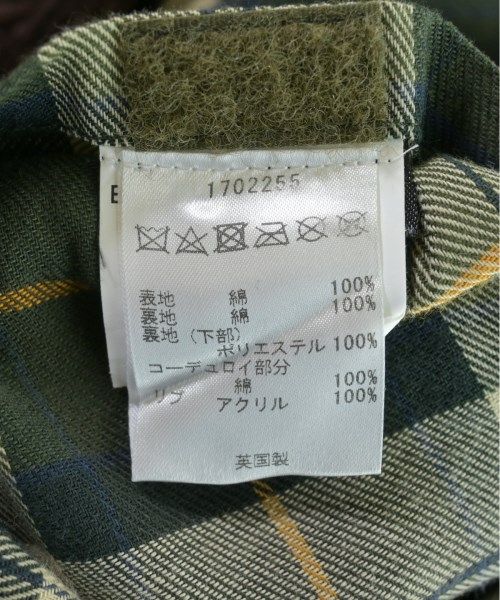 E
1702255
表地 綿 100%
裏地 綿 100%
裏地（下部）
ポリエステル 100%
コーデュロイ部分
綿 100%
リブ アクリル 100%
英国製